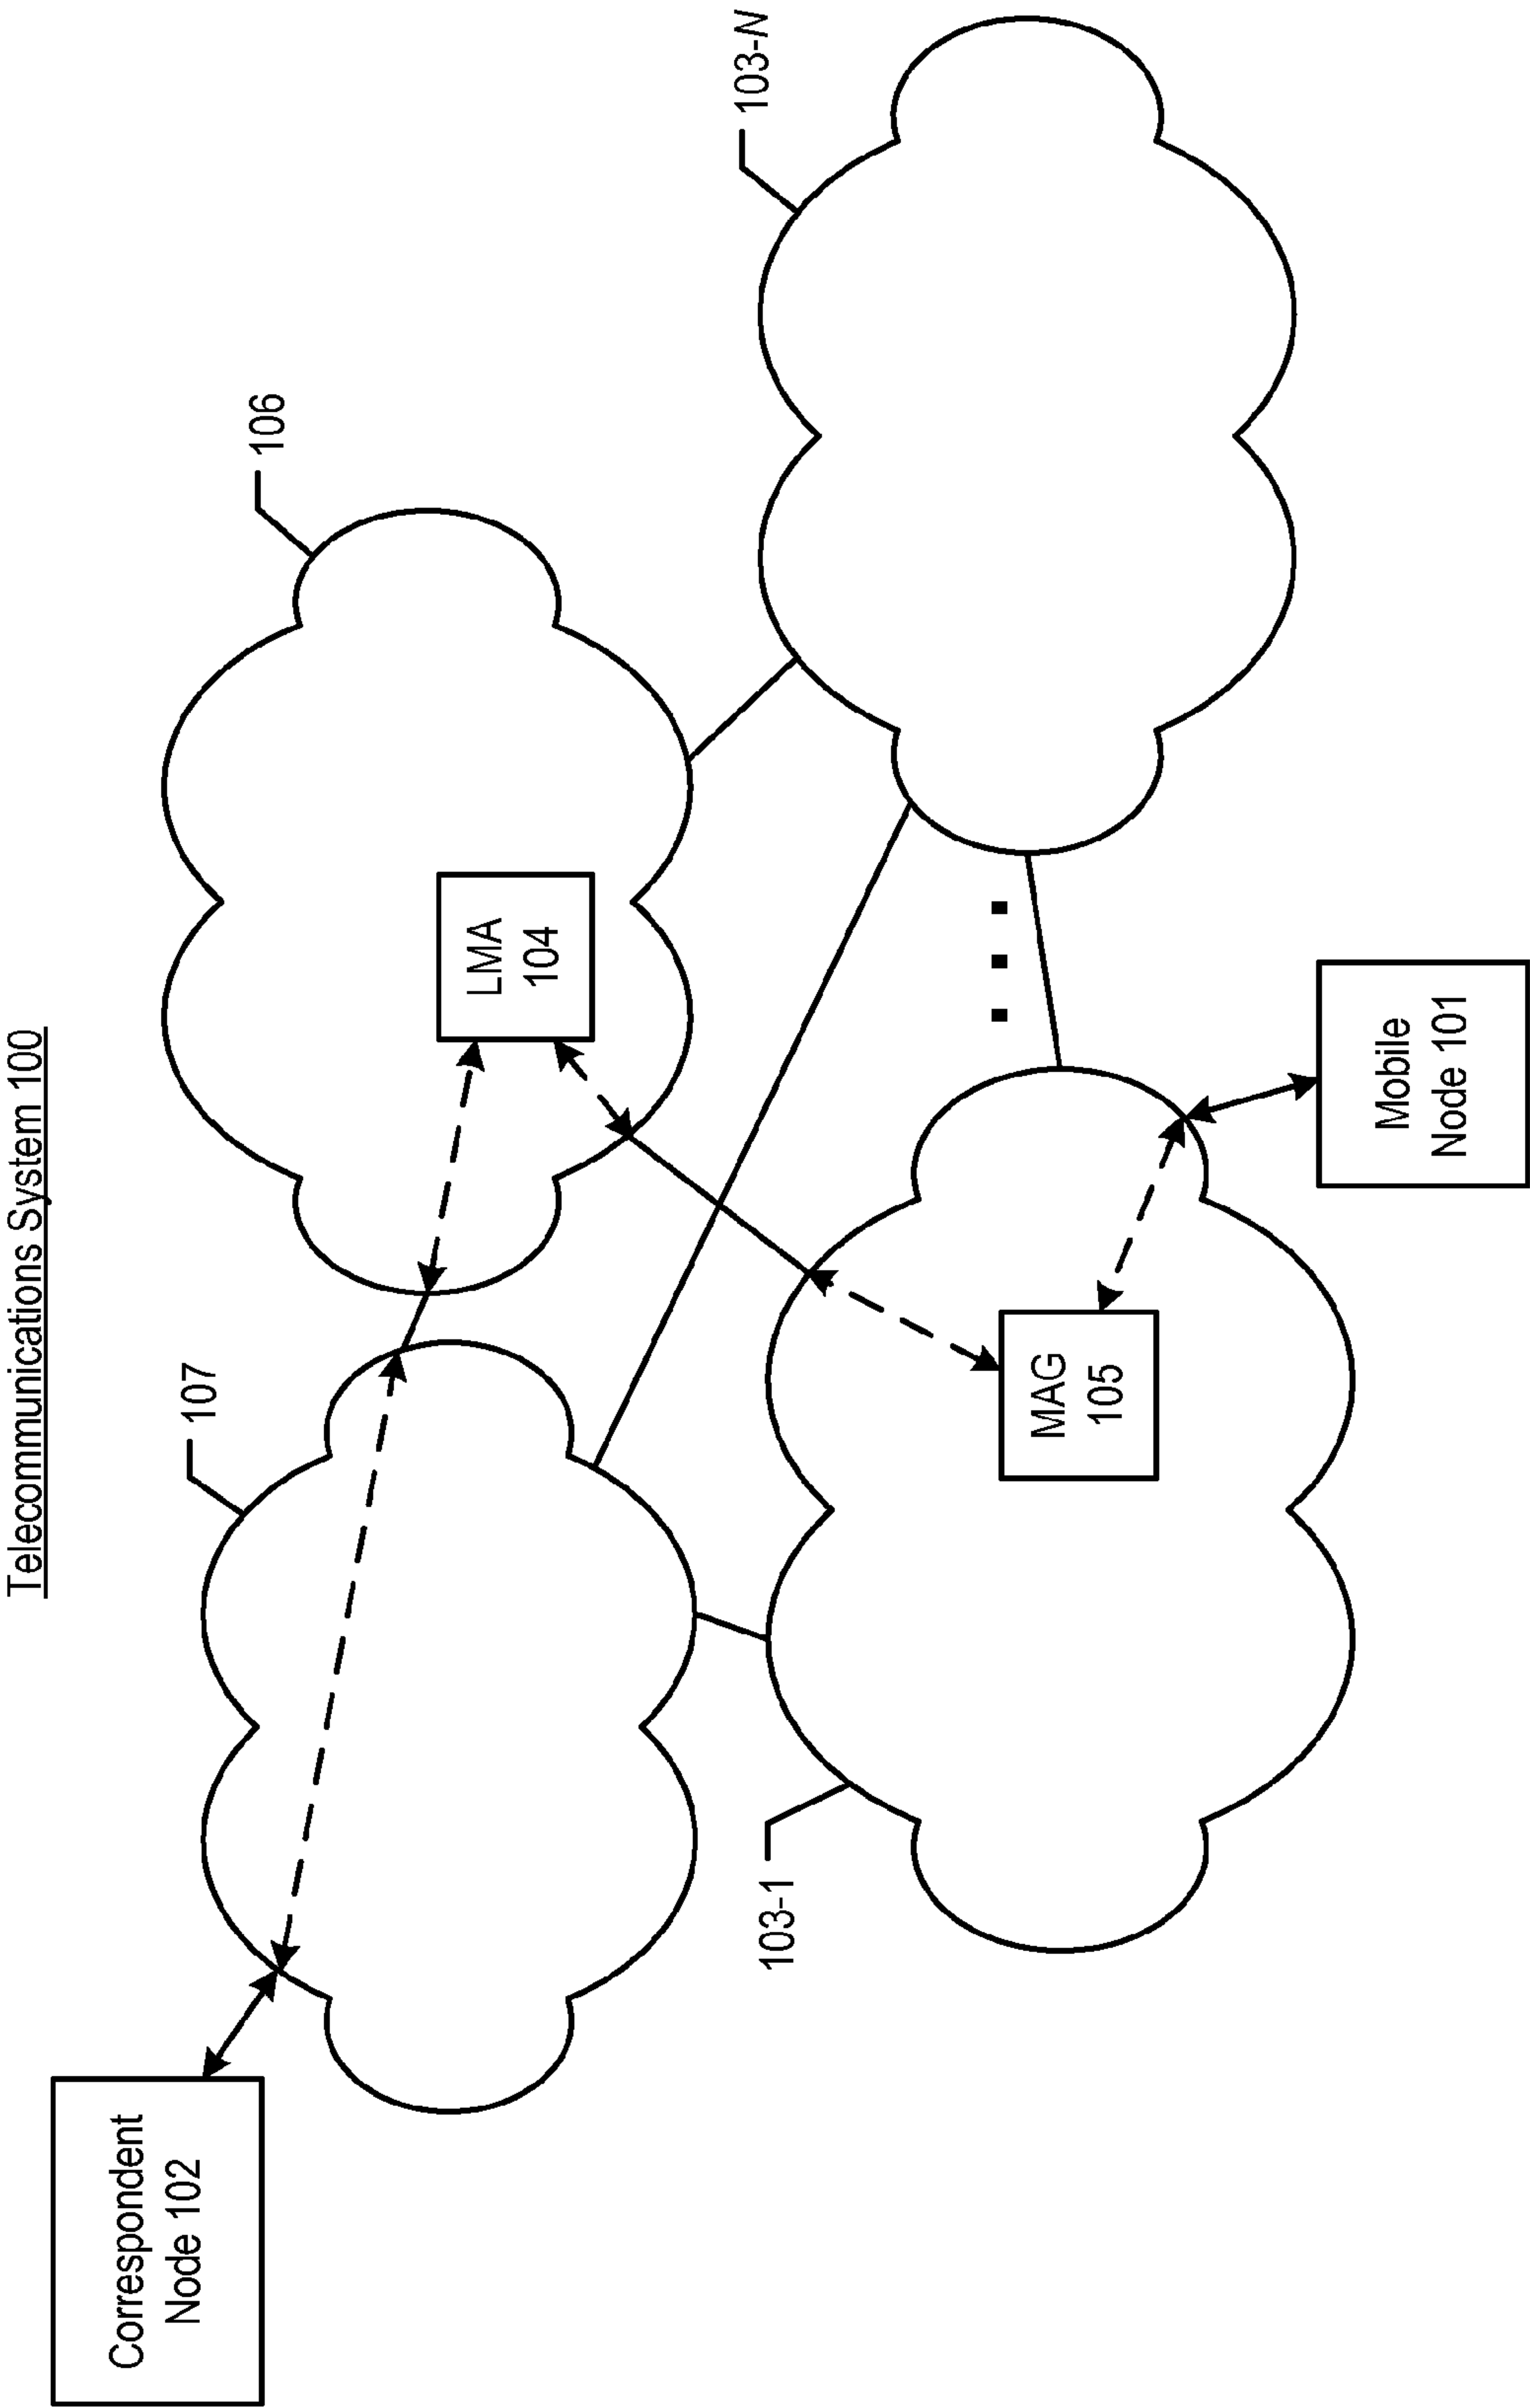 Telecommunications System 100
Correspondent
Node 102
107
106
LMA
104
103-N
103-1
MAG
105
Mobile
Node 101